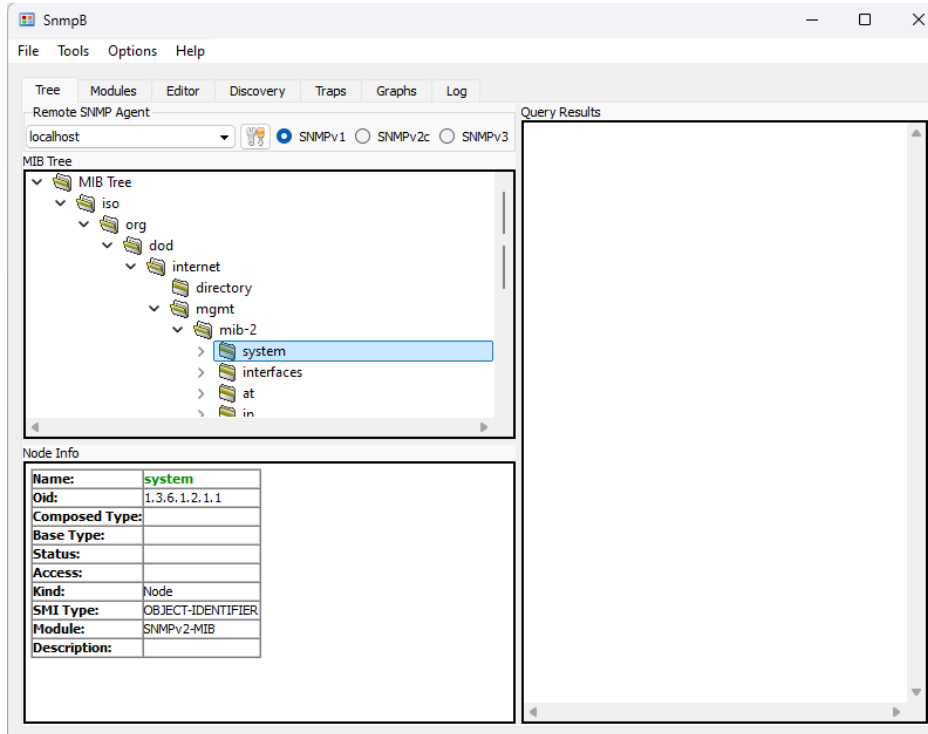 SnmpB
File Tools Options Help
Tree Modules Editor Discovery Traps Graphs Log
Remote SNMP Agent
localhost SNMPv1 SNMPv2c SNMPv3
MIB Tree
MIB Tree
iso
org
dod
internet
directory
mgmt
mib-2
system
interfaces
at
ip
Node Info
Name: system
Oid: 1.3.6.1.2.1.1
Composed Type:
Base Type:
Status:
Access:
Kind: Node
SMI Type: OBJECT-IDENTIFIER
Module: SNMPv2-MIB
Description:
Query Results